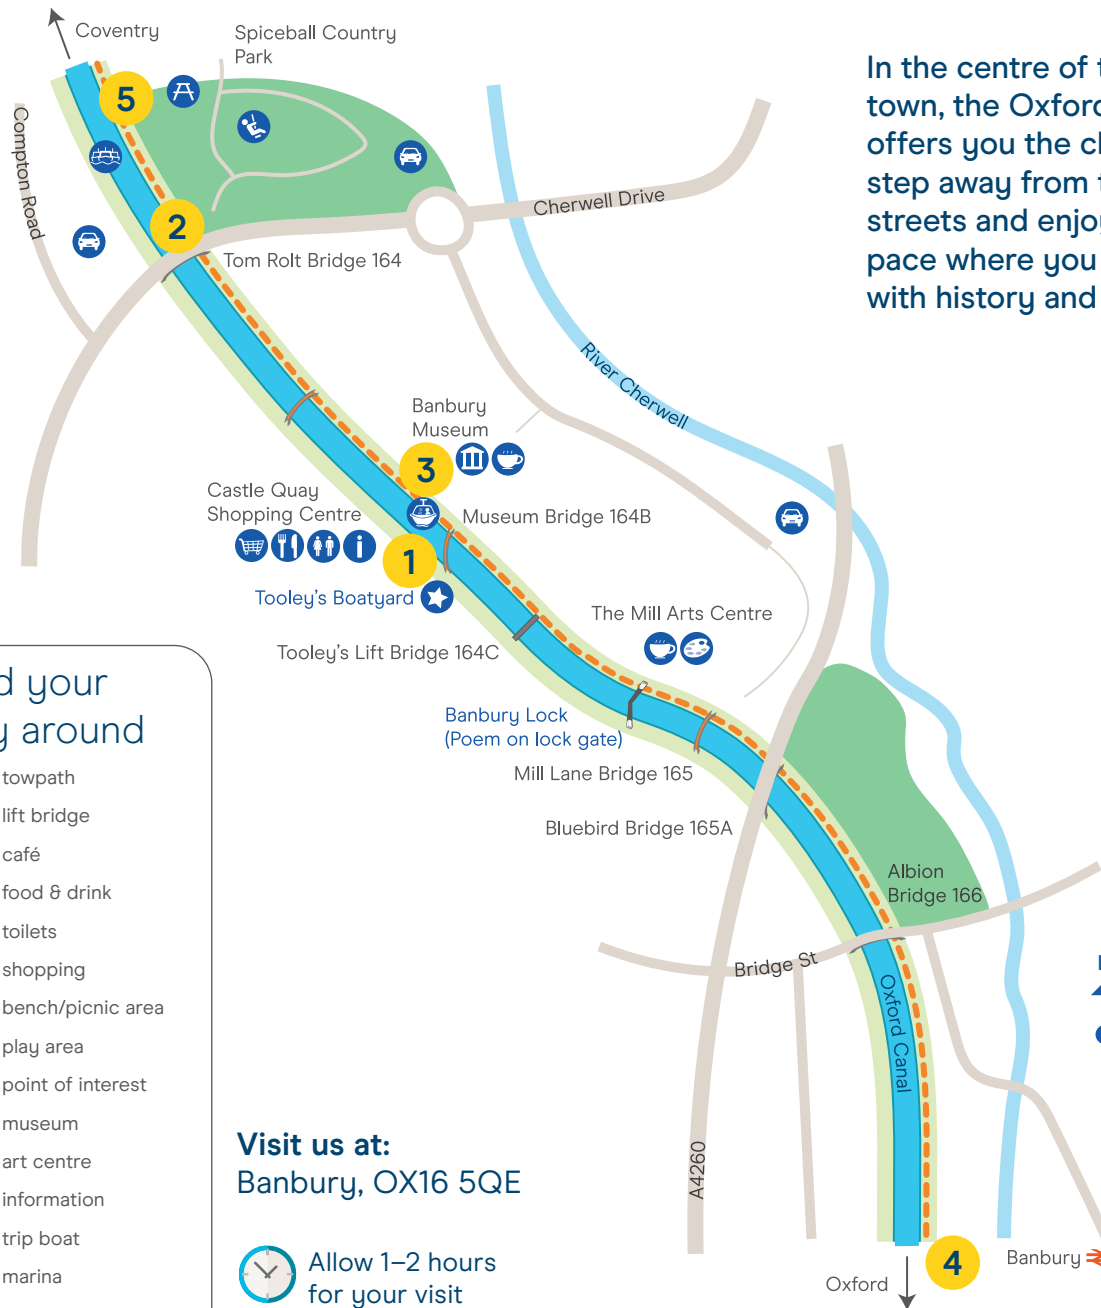 Coventry
Spiceball Country
Park
In the centre of t
town, the Oxford
offers you the c
step away from t
streets and enjoy
pace where you
with history and
5
Compton Road
2
Cherwell Drive
Tom Rolt Bridge 164
River Cherwell
Banbury
Museum
3
Castle Quay
Shopping Centre
Museum Bridge 164B
1
Tooley's Boatyard
The Mill Arts Centre
Tooley's Lift Bridge 164C
Banbury Lock
(Poem on lock gate)
Mill Lane Bridge 165
Bluebird Bridge 165A
Albion
Bridge 166
Bridge St
Oxford Canal
A4260
d your
y around
towpath
lift bridge
café
food & drink
toilets
shopping
bench/picnic area
play area
point of interest
museum
art centre
information
trip boat
marina
Visit us at:
Banbury, OX16 5QE
Allow 1–2 hours
for your visit
Oxford
4
Banbury